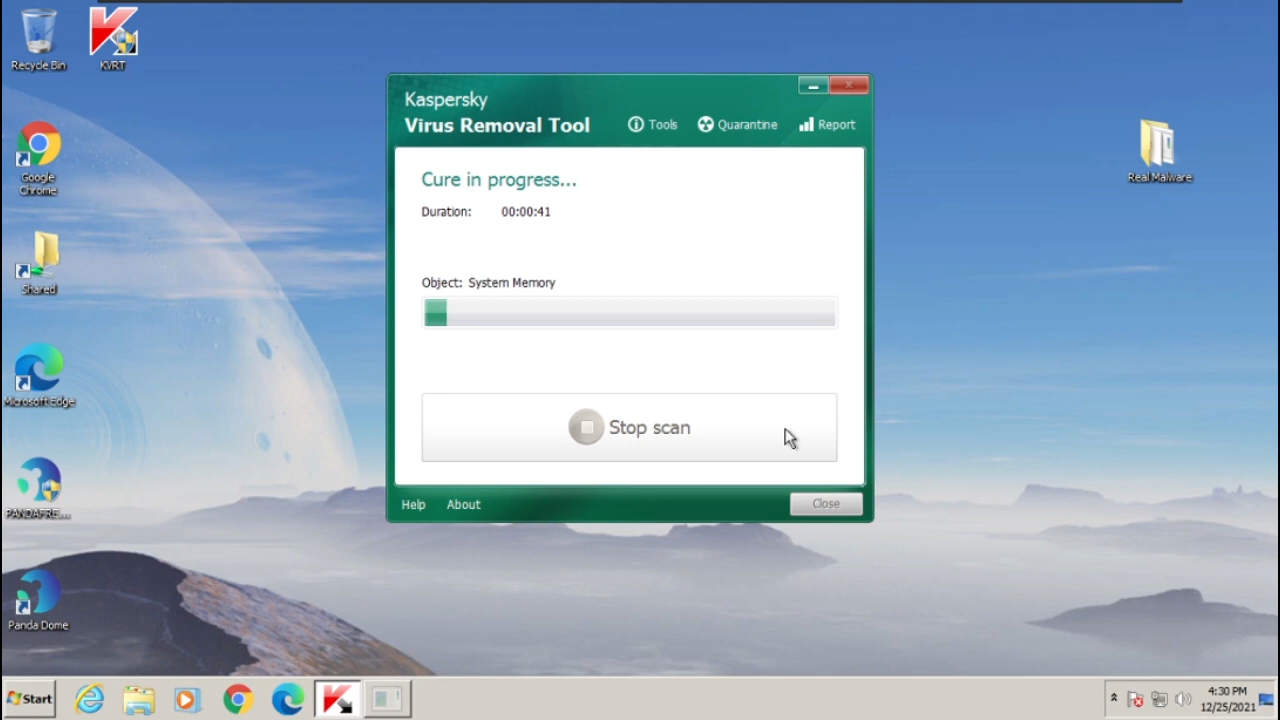 Recycle Bin
KVRT
Google
Chrome
Shared
Microsoft Edge
PANDAFRE...
Panda Dome
Real Malware
Kaspersky
Virus Removal Tool
Tools
Quarantine
Report
Cure in progress...
Duration: 00:00:41
Object: System Memory
Stop scan
Help
About
Close
Start
4:30 PM
12/25/2021